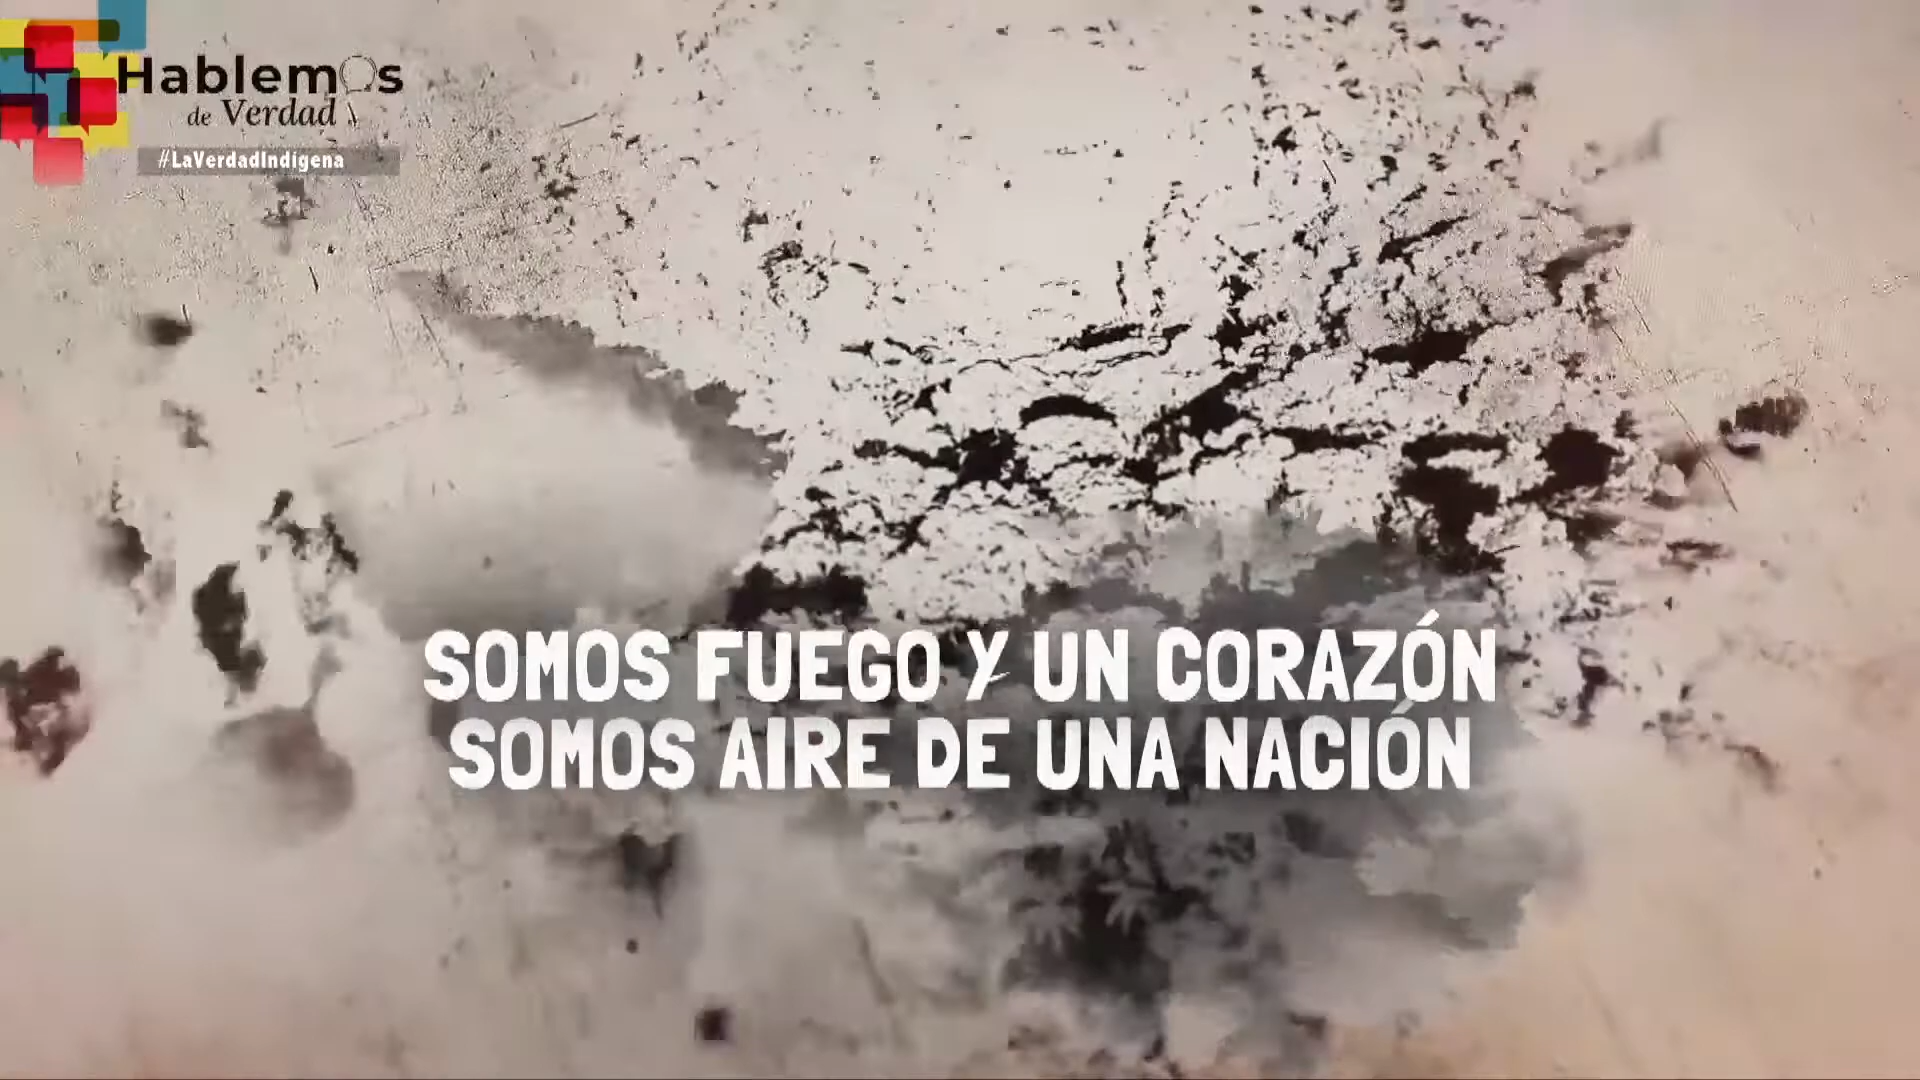 Hablemos
de Verdad
#LaVerdadIndígena
SOMOS FUEGO Y UN CORAZÓN
SOMOS AIRE DE UNA NACIÓN